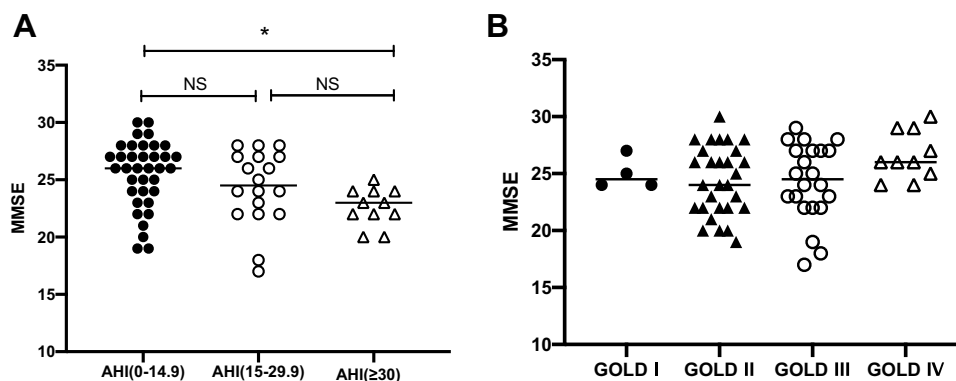 A
*
NS NS
MMSE
35
30
25
20
15
10
AHI(0-14.9) AHI(15-29.9) AHI(≥30)
B
MMSE
35
30
25
20
15
10
GOLD I GOLD II GOLD III GOLD IV